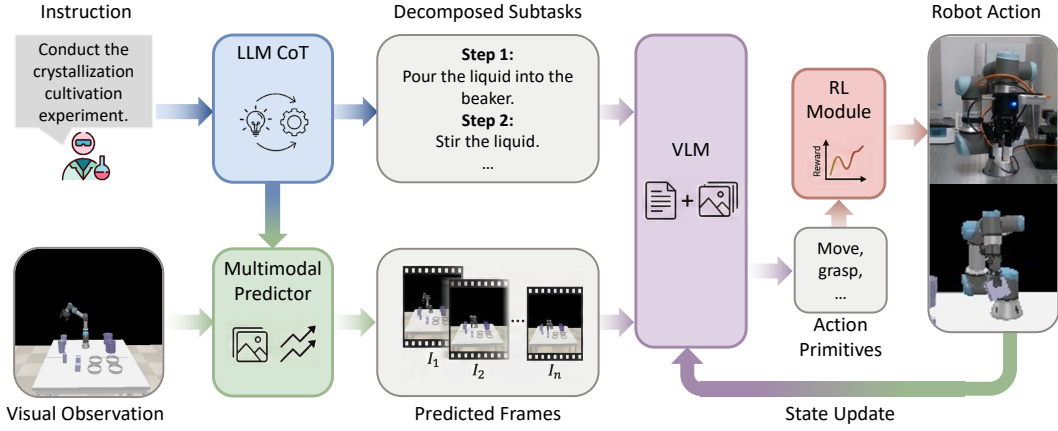 Instruction
Decomposed Subtasks
Robot Action
Conduct the
crystallization
cultivation
experiment.
LLM CoT
Step 1:
Pour the liquid into the
beaker.
Step 2:
Stir the liquid.
...
VLM
RL
Module
Reward
Multimodal
Predictor
...
I1
I2
In
Move,
grasp,
...
Action
Primitives
Visual Observation
Predicted Frames
State Update